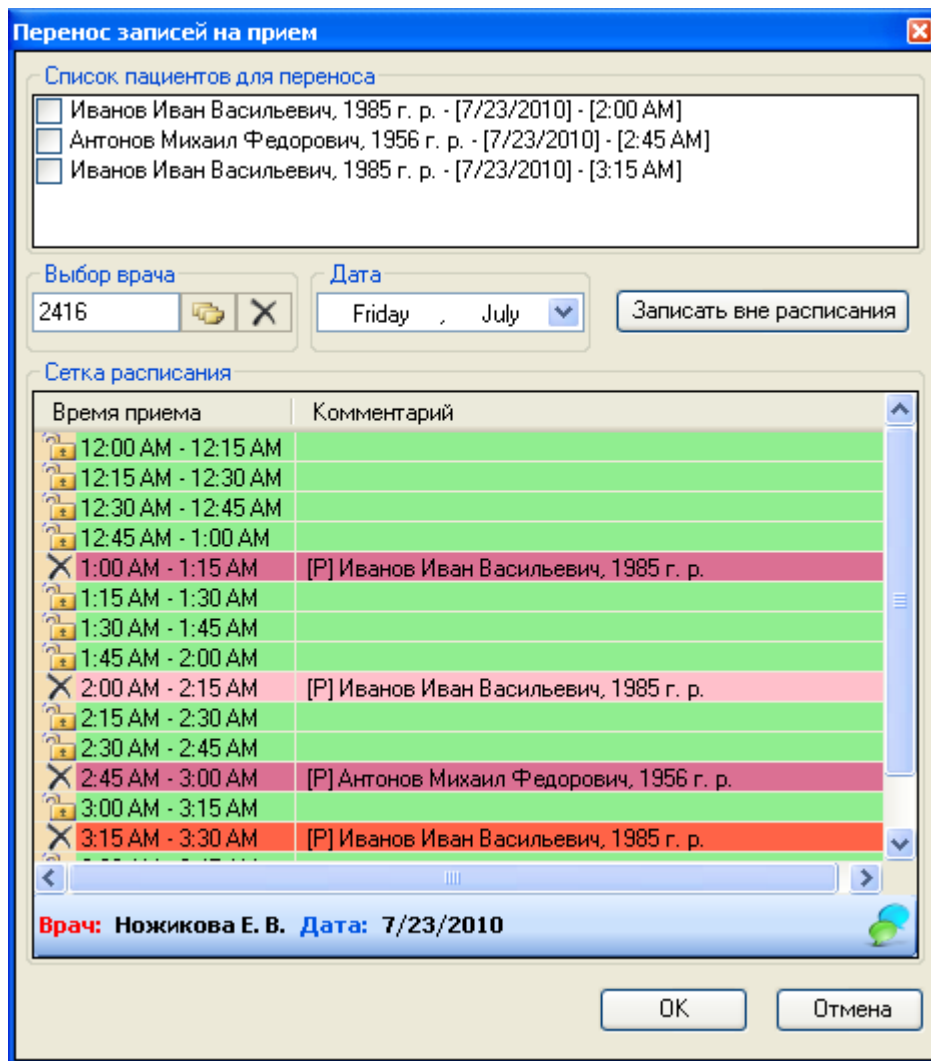 Перенос записей на прием
Список пациентов для переноса
Иванов Иван Васильевич, 1985 г. р. - [7/23/2010] - [2:00 AM]
Антонов Михаил Федорович, 1956 г. р. - [7/23/2010] - [2:45 AM]
Иванов Иван Васильевич, 1985 г. р. - [7/23/2010] - [3:15 AM]
Выбор врача Дата
2416 Friday , July Записать вне расписания
Сетка расписания
Время приема Комментарий
12:00 AM - 12:15 AM
12:15 AM - 12:30 AM
12:30 AM - 12:45 AM
12:45 AM - 1:00 AM
1:00 AM - 1:15 AM [P] Иванов Иван Васильевич, 1985 г. р.
1:15 AM - 1:30 AM
1:30 AM - 1:45 AM
1:45 AM - 2:00 AM
2:00 AM - 2:15 AM [P] Иванов Иван Васильевич, 1985 г. р.
2:15 AM - 2:30 AM
2:30 AM - 2:45 AM
2:45 AM - 3:00 AM [P] Антонов Михаил Федорович, 1956 г. р.
3:00 AM - 3:15 AM
3:15 AM - 3:30 AM [P] Иванов Иван Васильевич, 1985 г. р.
Врач: Ножикова Е. В. Дата: 7/23/2010
OK Отмена